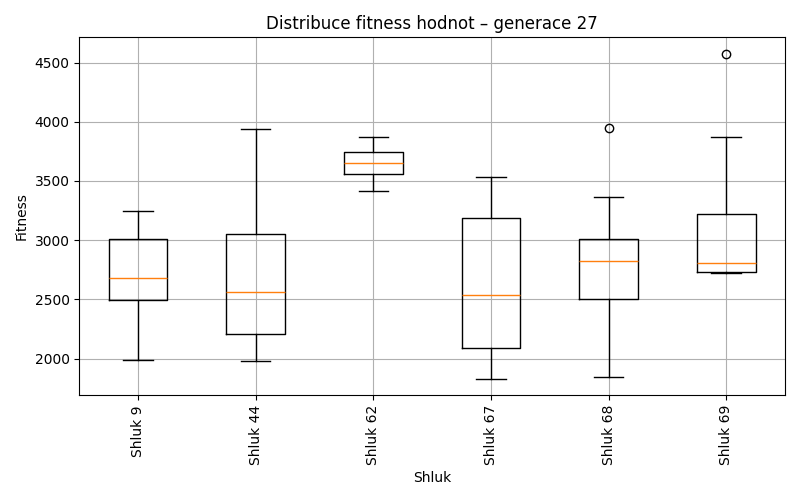 Distribuce fitness hodnot – generace 27
Fitness
4500
4000
3500
3000
2500
2000
Shluk 9
Shluk 44
Shluk 62
Shluk 67
Shluk 68
Shluk 69
Shluk